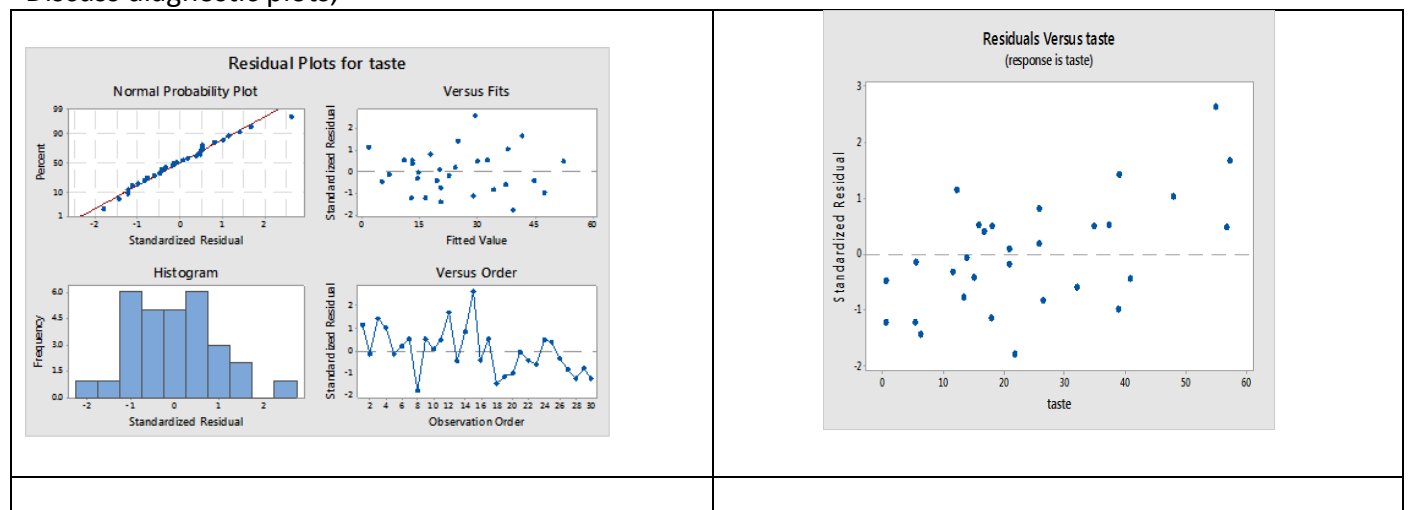 Discuss diagnostic plots)
Residual Plots for taste
Normal Probability Plot
Versus Fits
99
90
50
10
1
Percent
-2 -1 0 1 2
Standardized Residual
2
1
0
-1
-2
Standardized Residual
0 15 30 45 60
Fitted Value
Histogram
Versus Order
6.0
4.5
3.0
1.5
0.0
Frequency
-2 -1 0 1 2
Standardized Residual
2
1
0
-1
-2
Standardized Residual
2 4 6 8 10 12 14 16 18 20 22 24 26 28 30
Observation Order
Residuals Versus taste
(response is taste)
3
2
1
0
-1
-2
Standardized Residual
0 10 20 30 40 50 60
taste